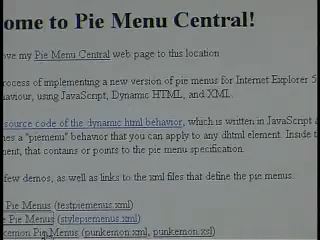 ome to Pie Menu Central!
ove my Pie Menu Central web page to this location.
rocess of implementing a new version of pie menus for Internet Explorer 5
haviour, using JavaScript, Dynamic HTML, and XML.
source code of the dynamic html behavior, which is written in JavaScript a
nes a "piemenu" behavior that you can apply to any dhtml element. Inside t
ment, that contains or points to the pie menu specification.
few demos, as well as links to the xml files that define the pie menus.
Pie Menus (testpiemenus.xml)
e Pie Menus (stylepiemenus.xml)
kemon Pie Menus (punkemon.xml, punkemon.xsl)